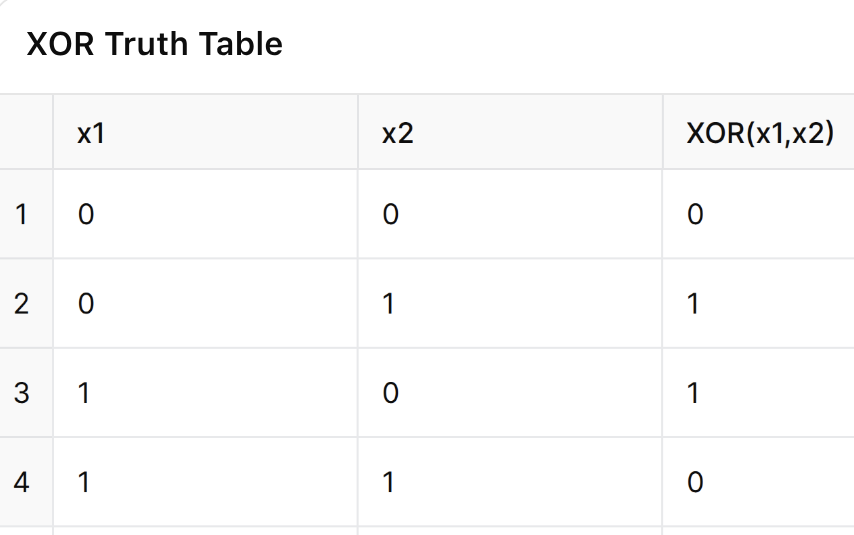 XOR Truth Table
x1 x2 XOR(x1,x2)
1 0 0 0
2 0 1 1
3 1 0 1
4 1 1 0